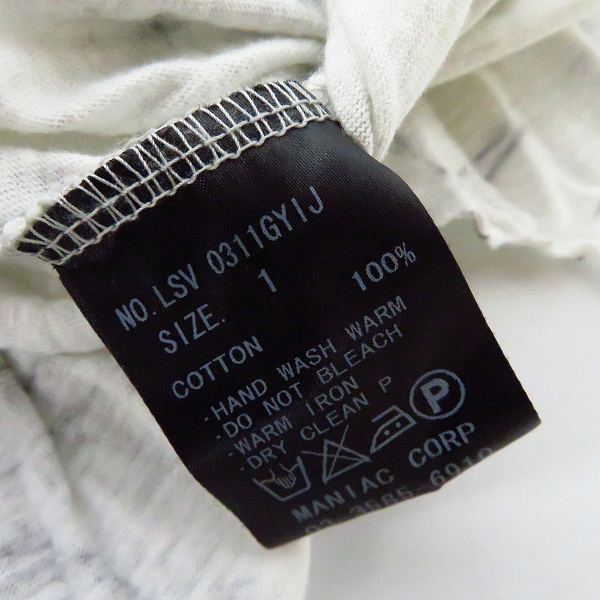 NO. LSV 0311GYIJ
SIZE. 1
COTTON 100%
·HAND WASH WARM
·DO NOT BLEACH
·WARM IRON
·DRY CLEAN P
P
MANIAC CORP